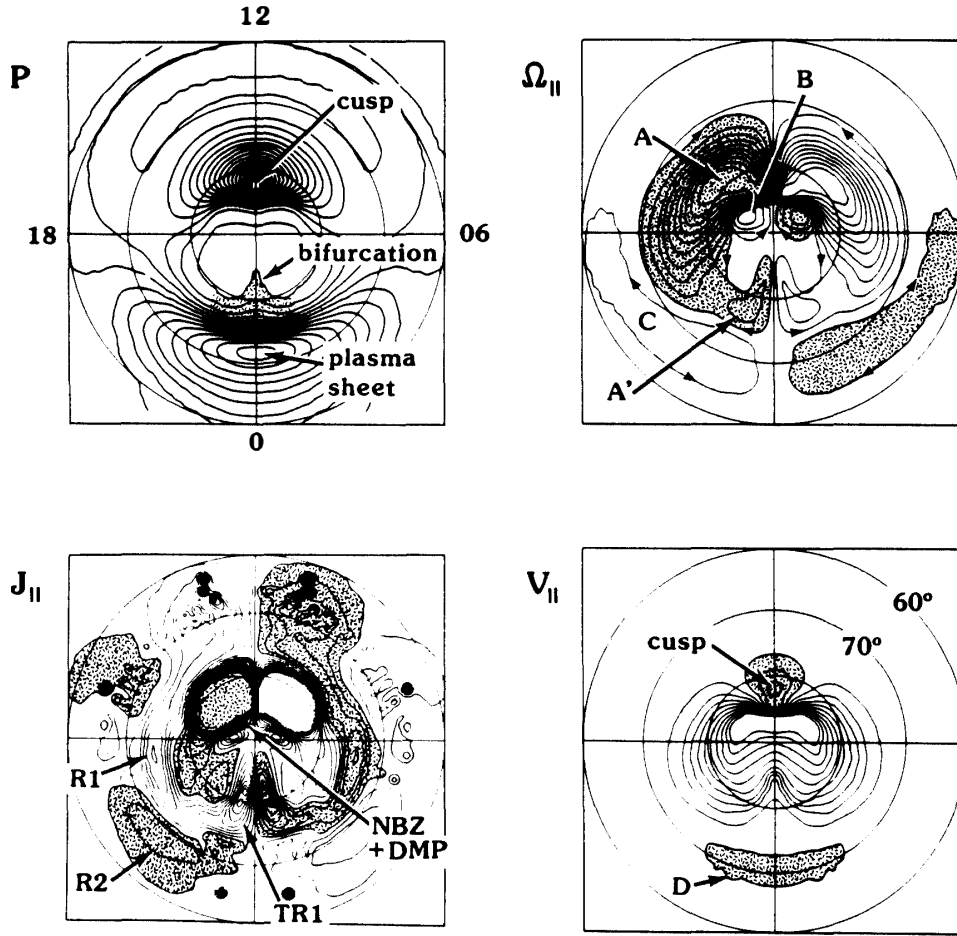 12
P
cusp
18
06
bifurcation
plasma
sheet
0
Ω||
B
A
C
A'
J||
R1
R2
NBZ
+DMP
TR1
V||
60°
70°
cusp
D